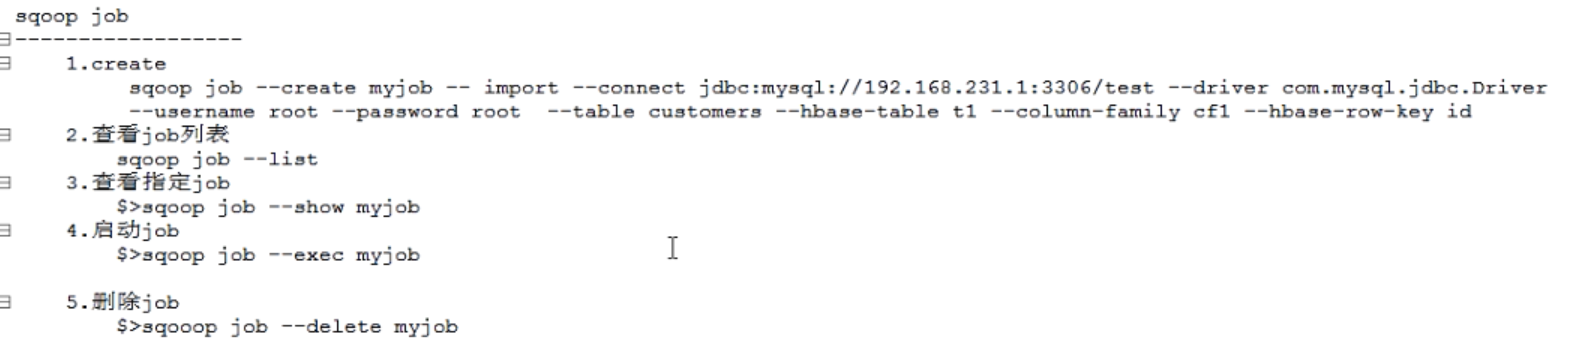 sqoop job
------------------
1.create
sqoop job --create myjob -- import --connect jdbc:mysql://192.168.231.1:3306/test --driver com.mysql.jdbc.Driver
--username root --password root  --table customers --hbase-table t1 --column-family cf1 --hbase-row-key id
2.查看job列表
sqoop job --list
3.查看指定job
$>sqoop job --show myjob
4.启动job
$>sqoop job --exec myjob
5.删除job
$>sqooop job --delete myjob